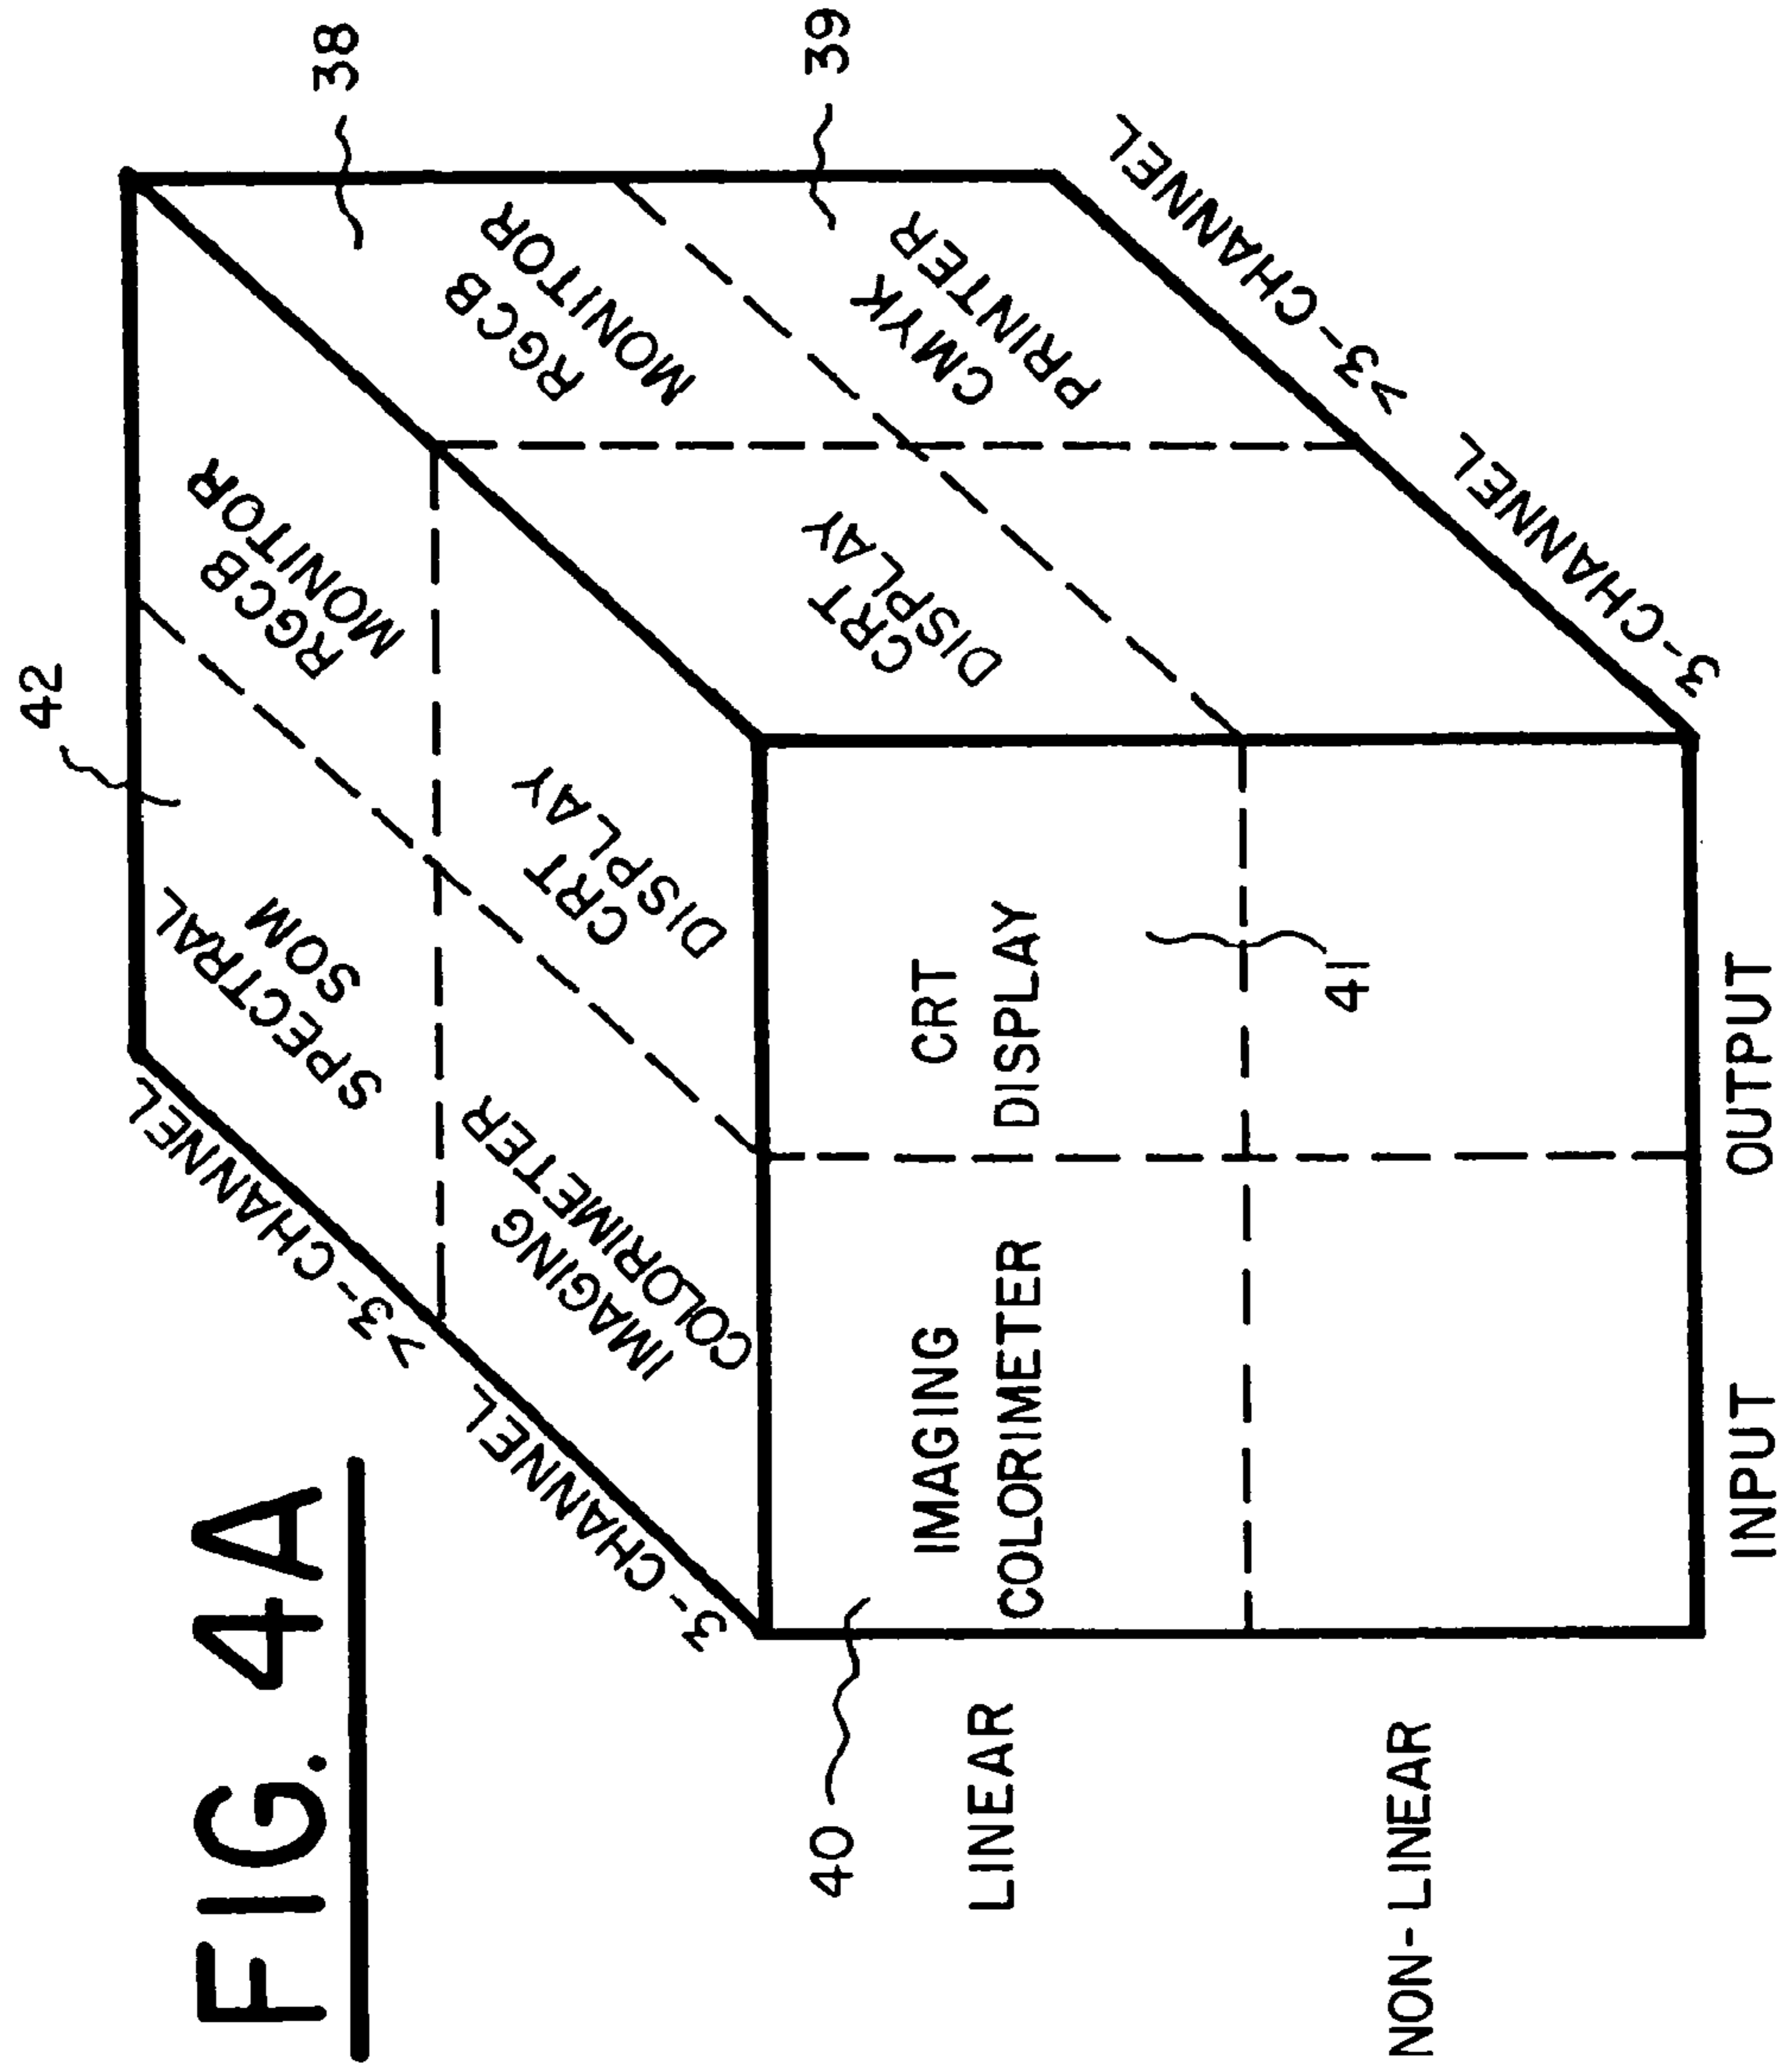 FIG. 4A
42
38
39
40
41
3-CHANNEL
>3-CHANNEL
SPECTRAL
SOM
RGCB
MONITOR
IMAGING
COLORIMETER
CRT
DISPLAY
RGCB
MONITOR
CMYK
PRINTER
CRT
DISPLAY
IMAGING
COLORIMETER
CRT
DISPLAY
LINEAR
NON-LINEAR
INPUT
OUTPUT
3-CHANNEL
>3-CHANNEL